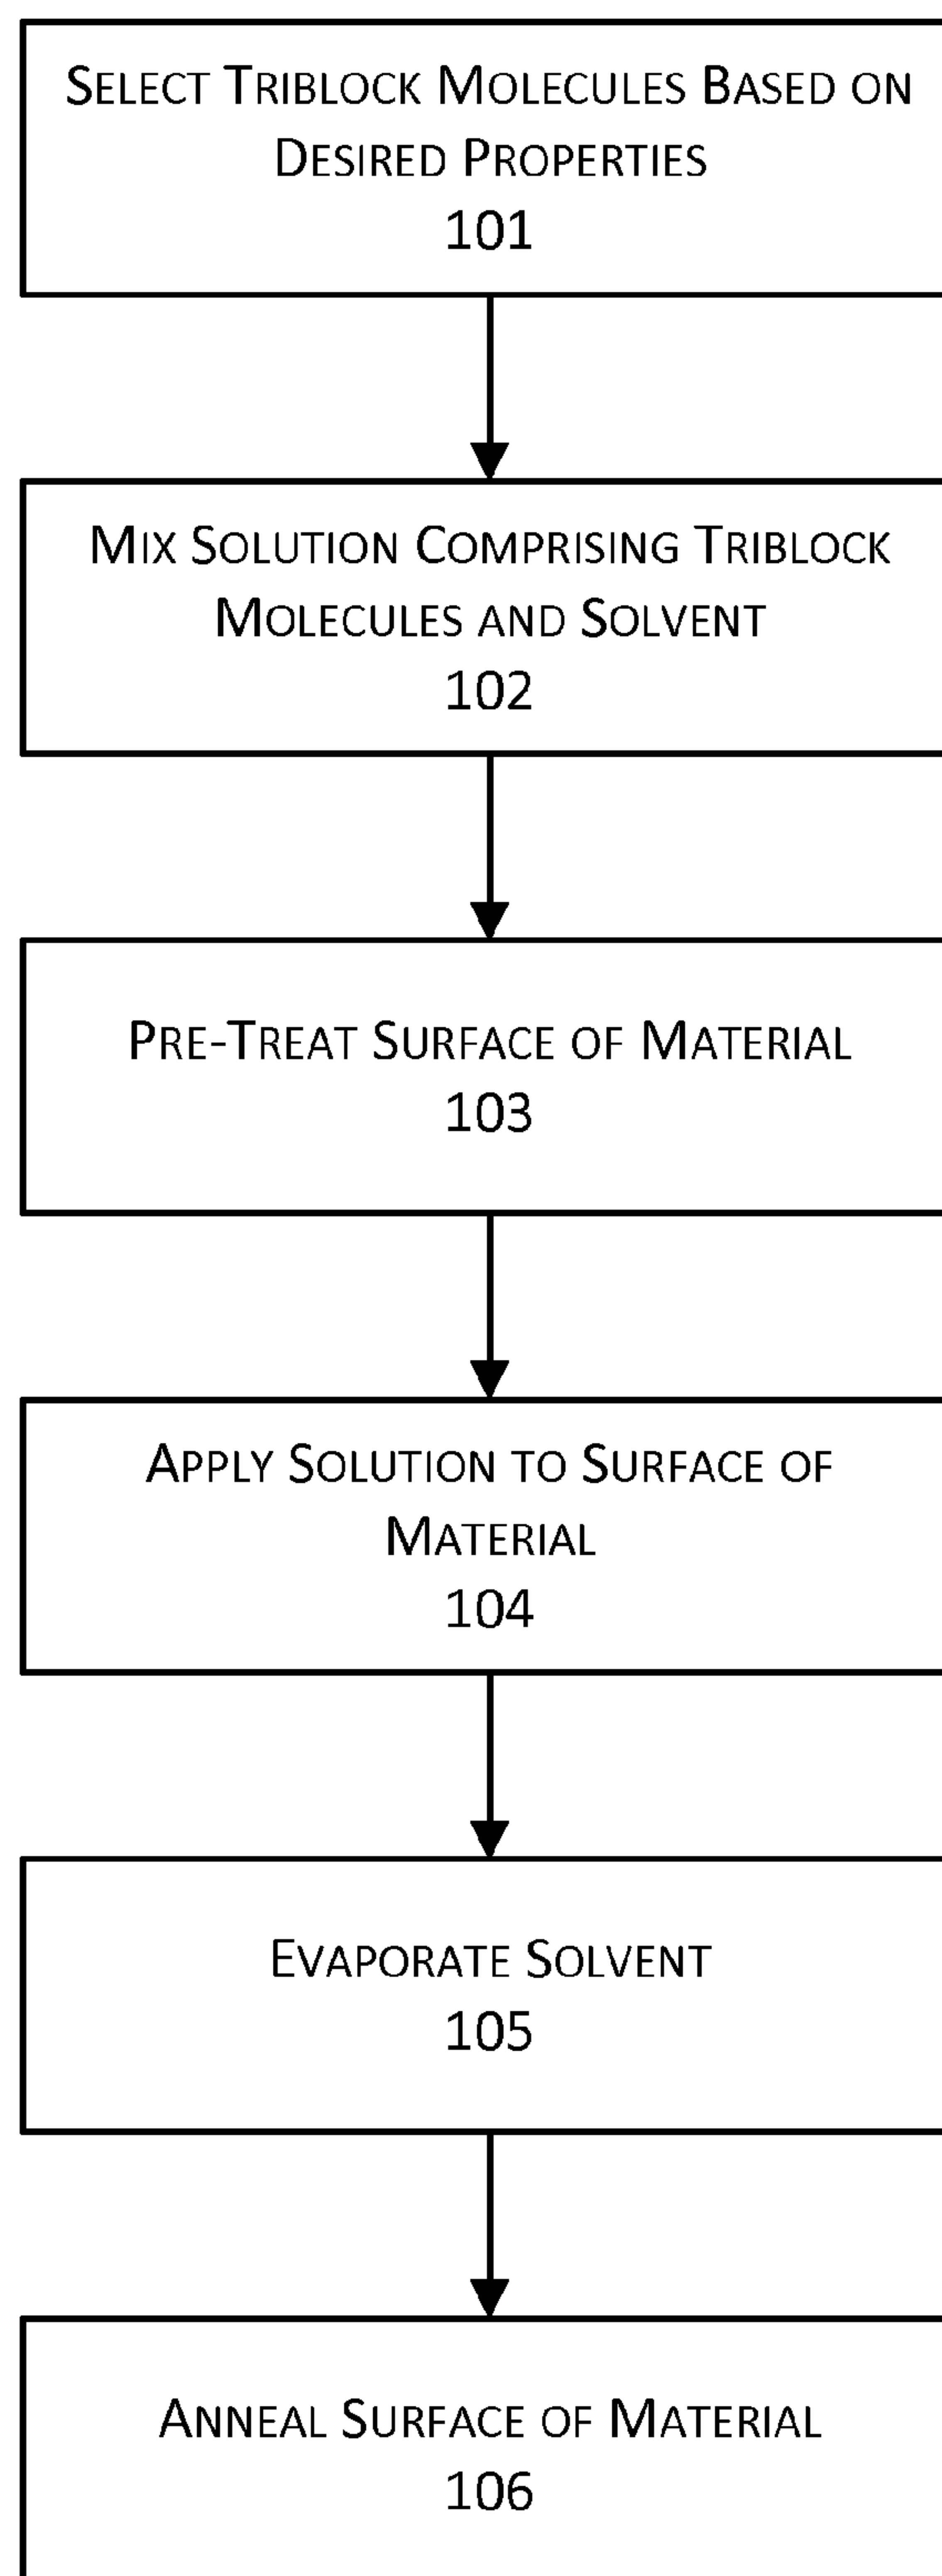 SELECT TRIBLOCK MOLECULES BASED ON
DESIRED PROPERTIES
101
MIX SOLUTION COMPRISING TRIBLOCK
MOLECULES AND SOLVENT
102
PRE-TREAT SURFACE OF MATERIAL
103
APPLY SOLUTION TO SURFACE OF
MATERIAL
104
EVAPORATE SOLVENT
105
ANNEAL SURFACE OF MATERIAL
106